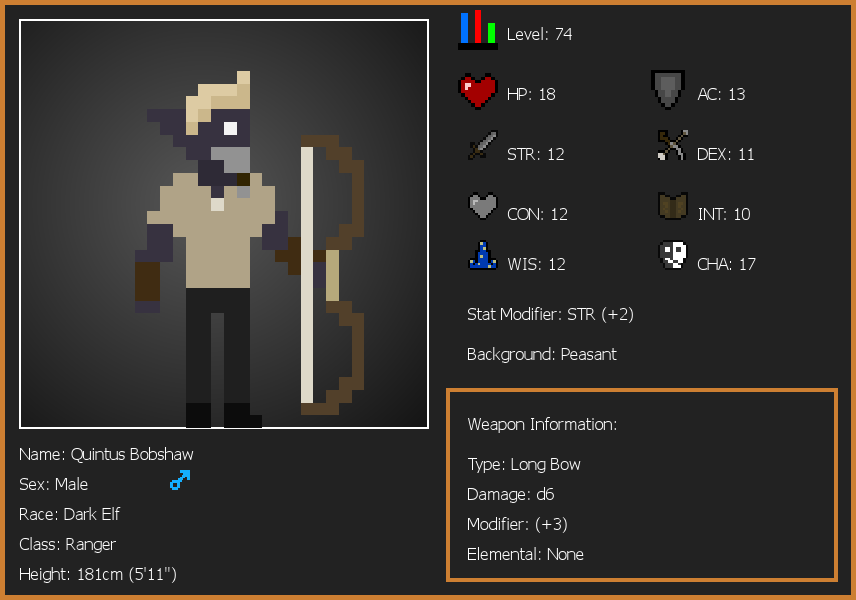 Level: 74
HP: 18
AC: 13
STR: 12
DEX: 11
CON: 12
INT: 10
WIS: 12
CHA: 17
Stat Modifier: STR (+2)
Background: Peasant
Weapon Information:
Type: Long Bow
Damage: d6
Modifier: (+3)
Elemental: None
Name: Quintus Bobshaw
Sex: Male
Race: Dark Elf
Class: Ranger
Height: 181cm (5'11")